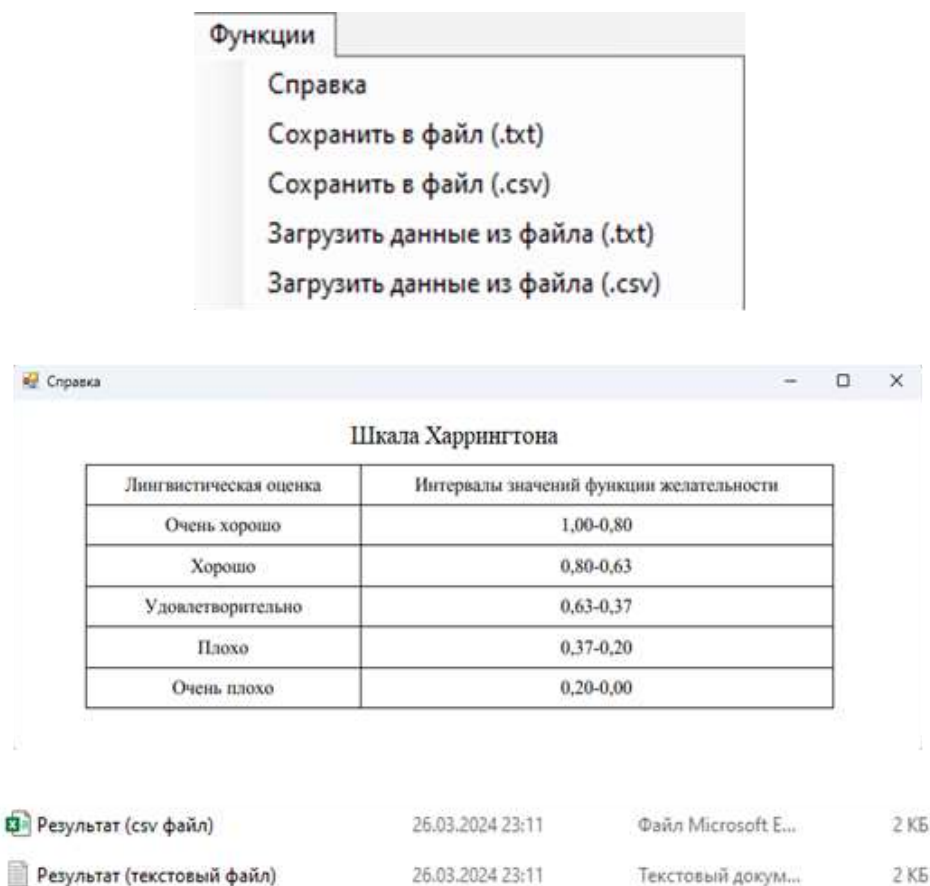 Функции
Справка
Сохранить в файл (.txt)
Сохранить в файл (.csv)
Загрузить данные из файла (.txt)
Загрузить данные из файла (.csv)
Справка
Шкала Харрингтона
Лингвистическая оценка Интервалы значений функции желательности
Очень хорошо 1,00-0,80
Хорошо 0,80-0,63
Удовлетворительно 0,63-0,37
Плохо 0,37-0,20
Очень плохо 0,20-0,00
Результат (csv файл) 26.03.2024 23:11 Файл Microsoft E... 2 КБ
Результат (текстовый файл) 26.03.2024 23:11 Текстовый докум... 2 КБ